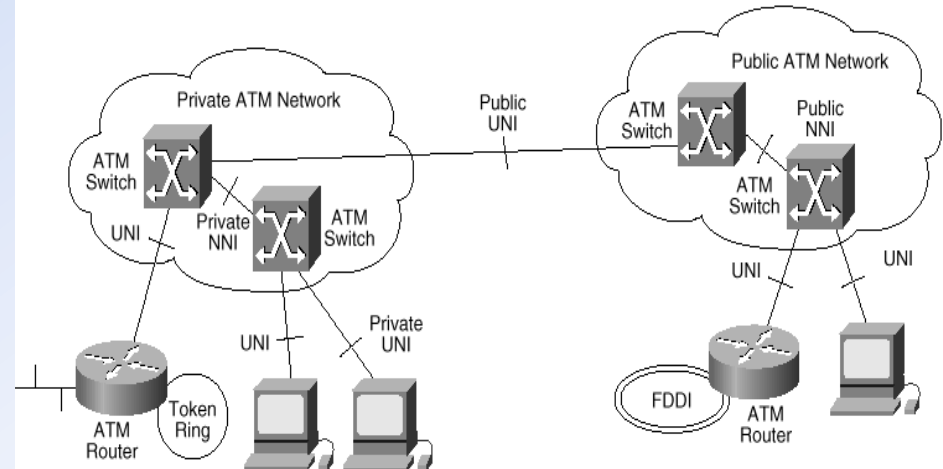 Private ATM Network
ATM
Switch
Private
NNI
ATM
Switch
UNI
UNI
Private
UNI
ATM
Router
Token
Ring
Public
UNI
Public ATM Network
ATM
Switch
Public
NNI
ATM
Switch
UNI
UNI
FDDI
ATM
Router